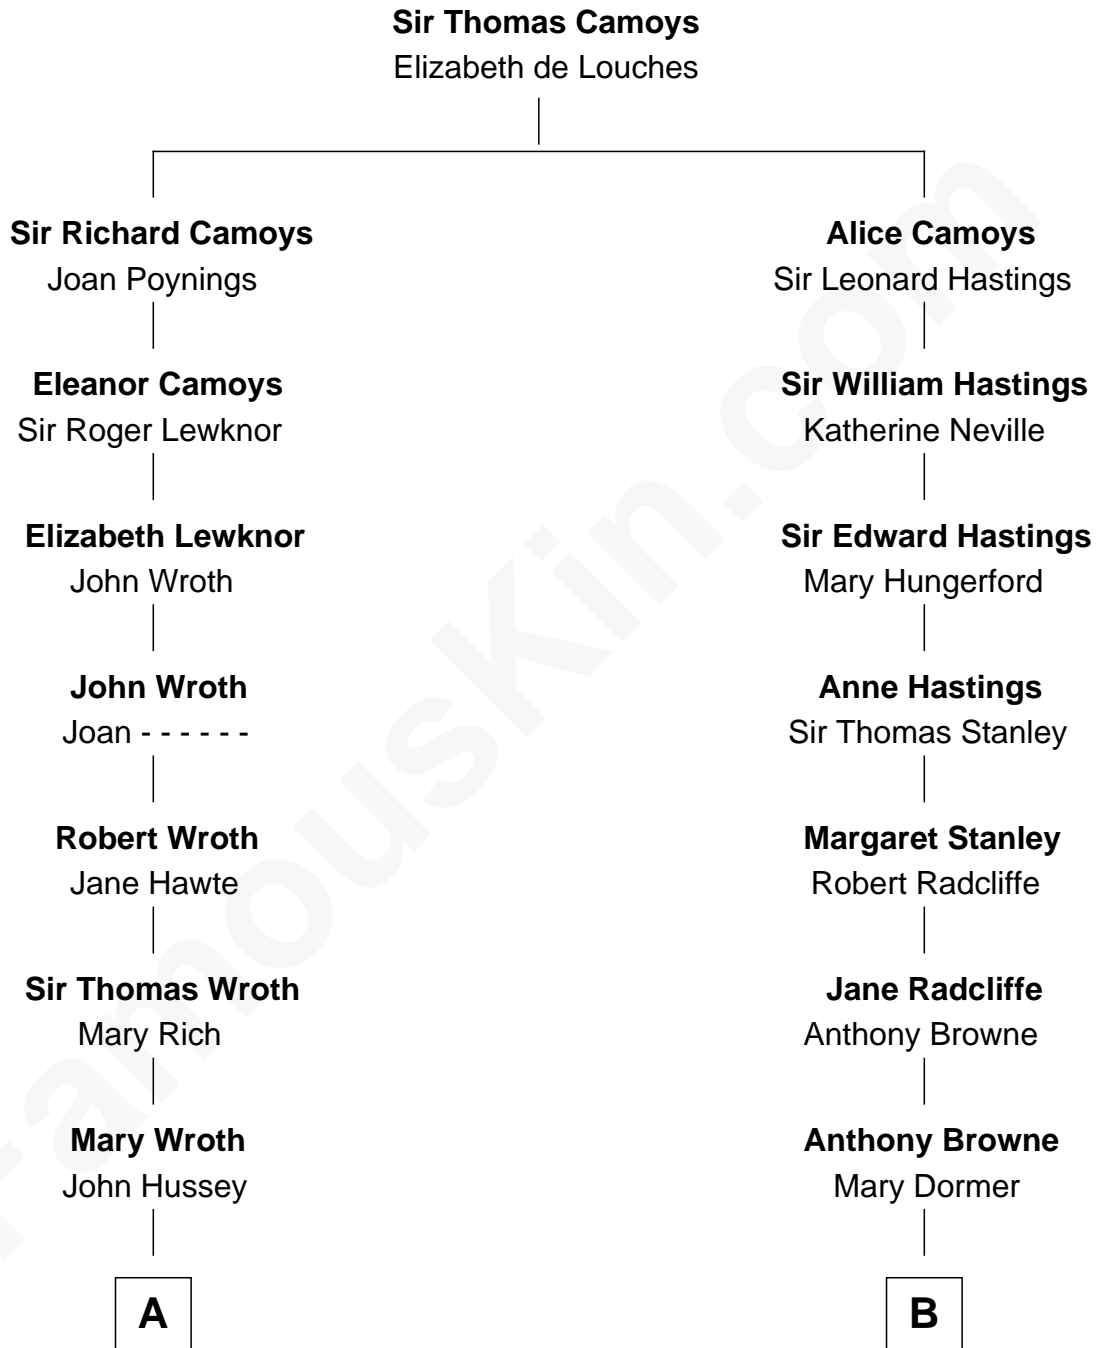 Sir Thomas Camoys
Elizabeth de Louches
Sir Richard Camoys
Joan Poynings
Alice Camoys
Sir Leonard Hastings
Eleanor Camoys
Sir Roger Lewknor
Sir William Hastings
Katherine Neville
Elizabeth Lewknor
John Wroth
Sir Edward Hastings
Mary Hungerford
John Wroth
Joan - - - - - -
Anne Hastings
Sir Thomas Stanley
Robert Wroth
Jane Hawte
Margaret Stanley
Robert Radcliffe
Sir Thomas Wroth
Mary Rich
Jane Radcliffe
Anthony Browne
Mary Wroth
John Hussey
Anthony Browne
Mary Dormer
A
B
FamousKin.com